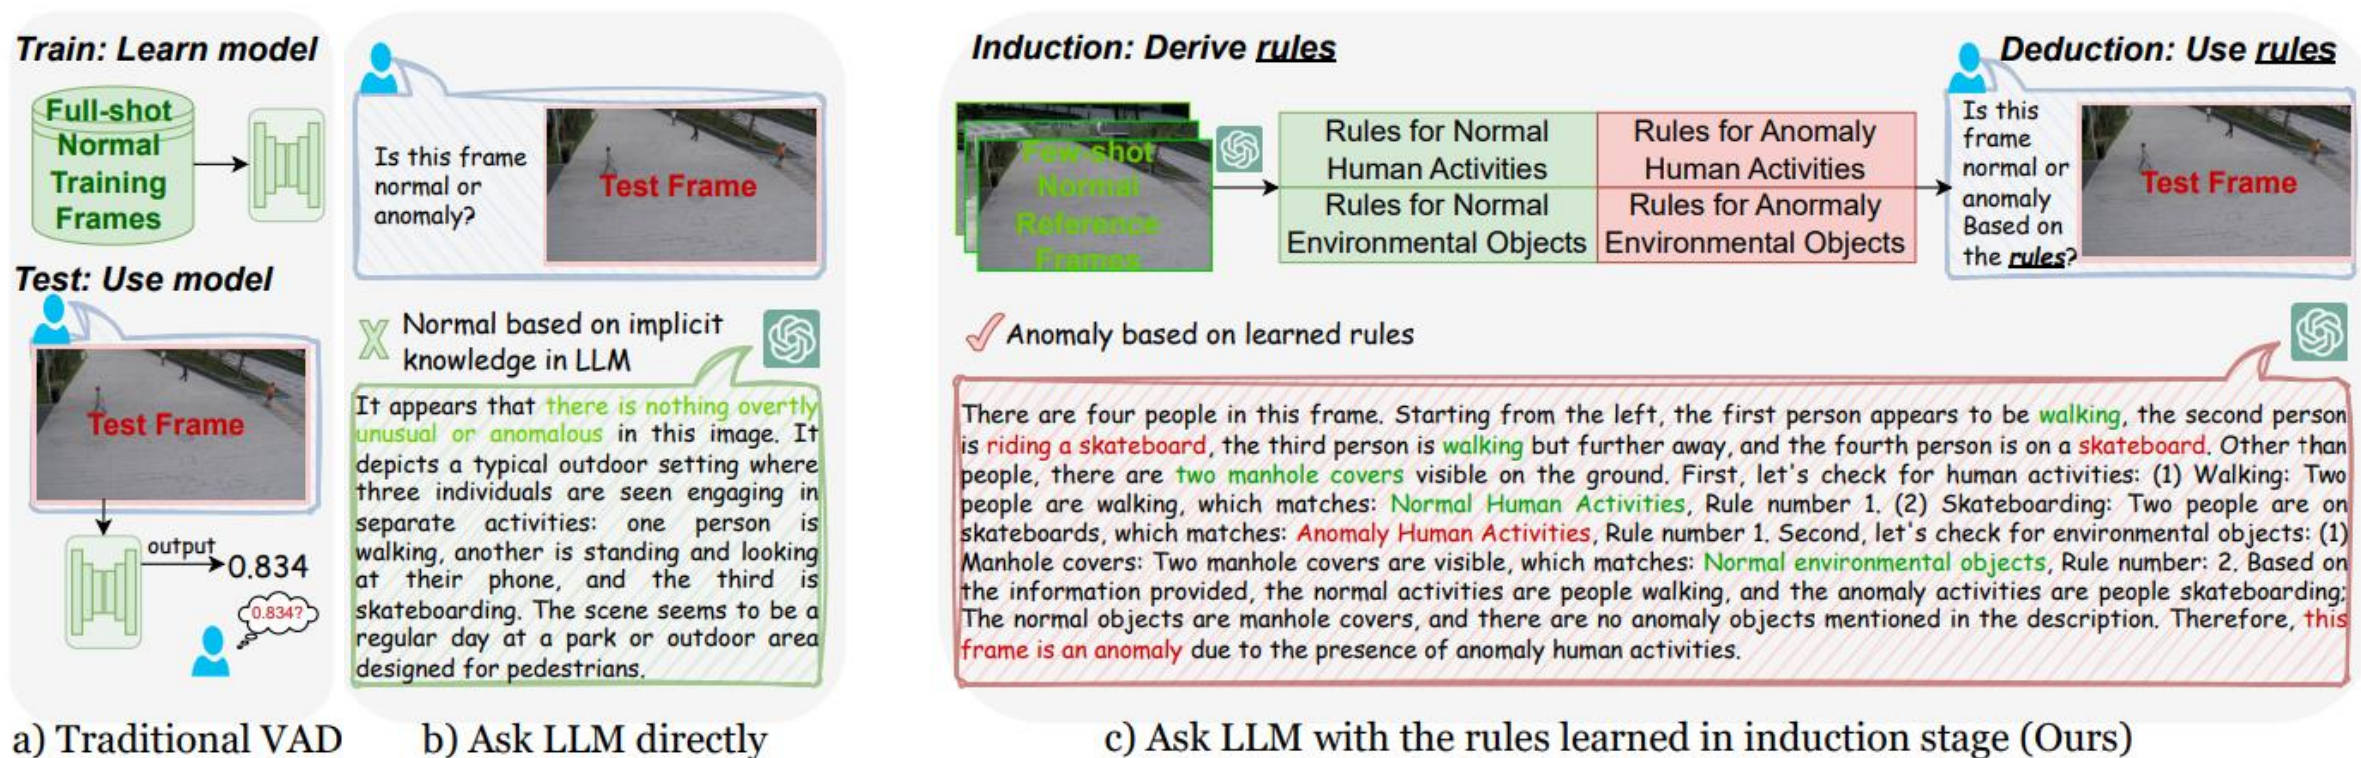 Train: Learn model
Full-shot
Normal
Training
Frames
Test: Use model
Test Frame
output
0.834
0.834?
a) Traditional VAD
Is this frame
normal or
anomaly?
Test Frame
Normal based on implicit
knowledge in LLM
It appears that there is nothing overtly
unusual or anomalous in this image. It
depicts a typical outdoor setting where
three individuals are seen engaging in
separate activities: one person is
walking, another is standing and looking
at their phone, and the third is
skateboarding. The scene seems to be a
regular day at a park or outdoor area
designed for pedestrians.
b) Ask LLM directly
Induction: Derive rules
Few-shot
Normal
Reference
Frames
Rules for Normal
Human Activities
Rules for Anomaly
Human Activities
Rules for Normal
Environmental Objects
Rules for Anormaly
Environmental Objects
Deduction: Use rules
Is this
frame
normal or
anomaly
Based on
the rules?
Test Frame
Anomaly based on learned rules
There are four people in this frame. Starting from the left, the first person appears to be walking, the second person
is riding a skateboard, the third person is walking but further away, and the fourth person is on a skateboard. Other than
people, there are two manhole covers visible on the ground. First, let's check for human activities: (1) Walking: Two
people are walking, which matches: Normal Human Activities, Rule number 1. (2) Skateboarding: Two people are on
skateboards, which matches: Anomaly Human Activities, Rule number 1. Second, let's check for environmental objects: (1)
Manhole covers: Two manhole covers are visible, which matches: Normal environmental objects, Rule number: 2. Based on
the information provided, the normal activities are people walking, and the anomaly activities are people skateboarding;
The normal objects are manhole covers, and there are no anomaly objects mentioned in the description. Therefore, this
frame is an anomaly due to the presence of anomaly human activities.
c) Ask LLM with the rules learned in induction stage (Ours)